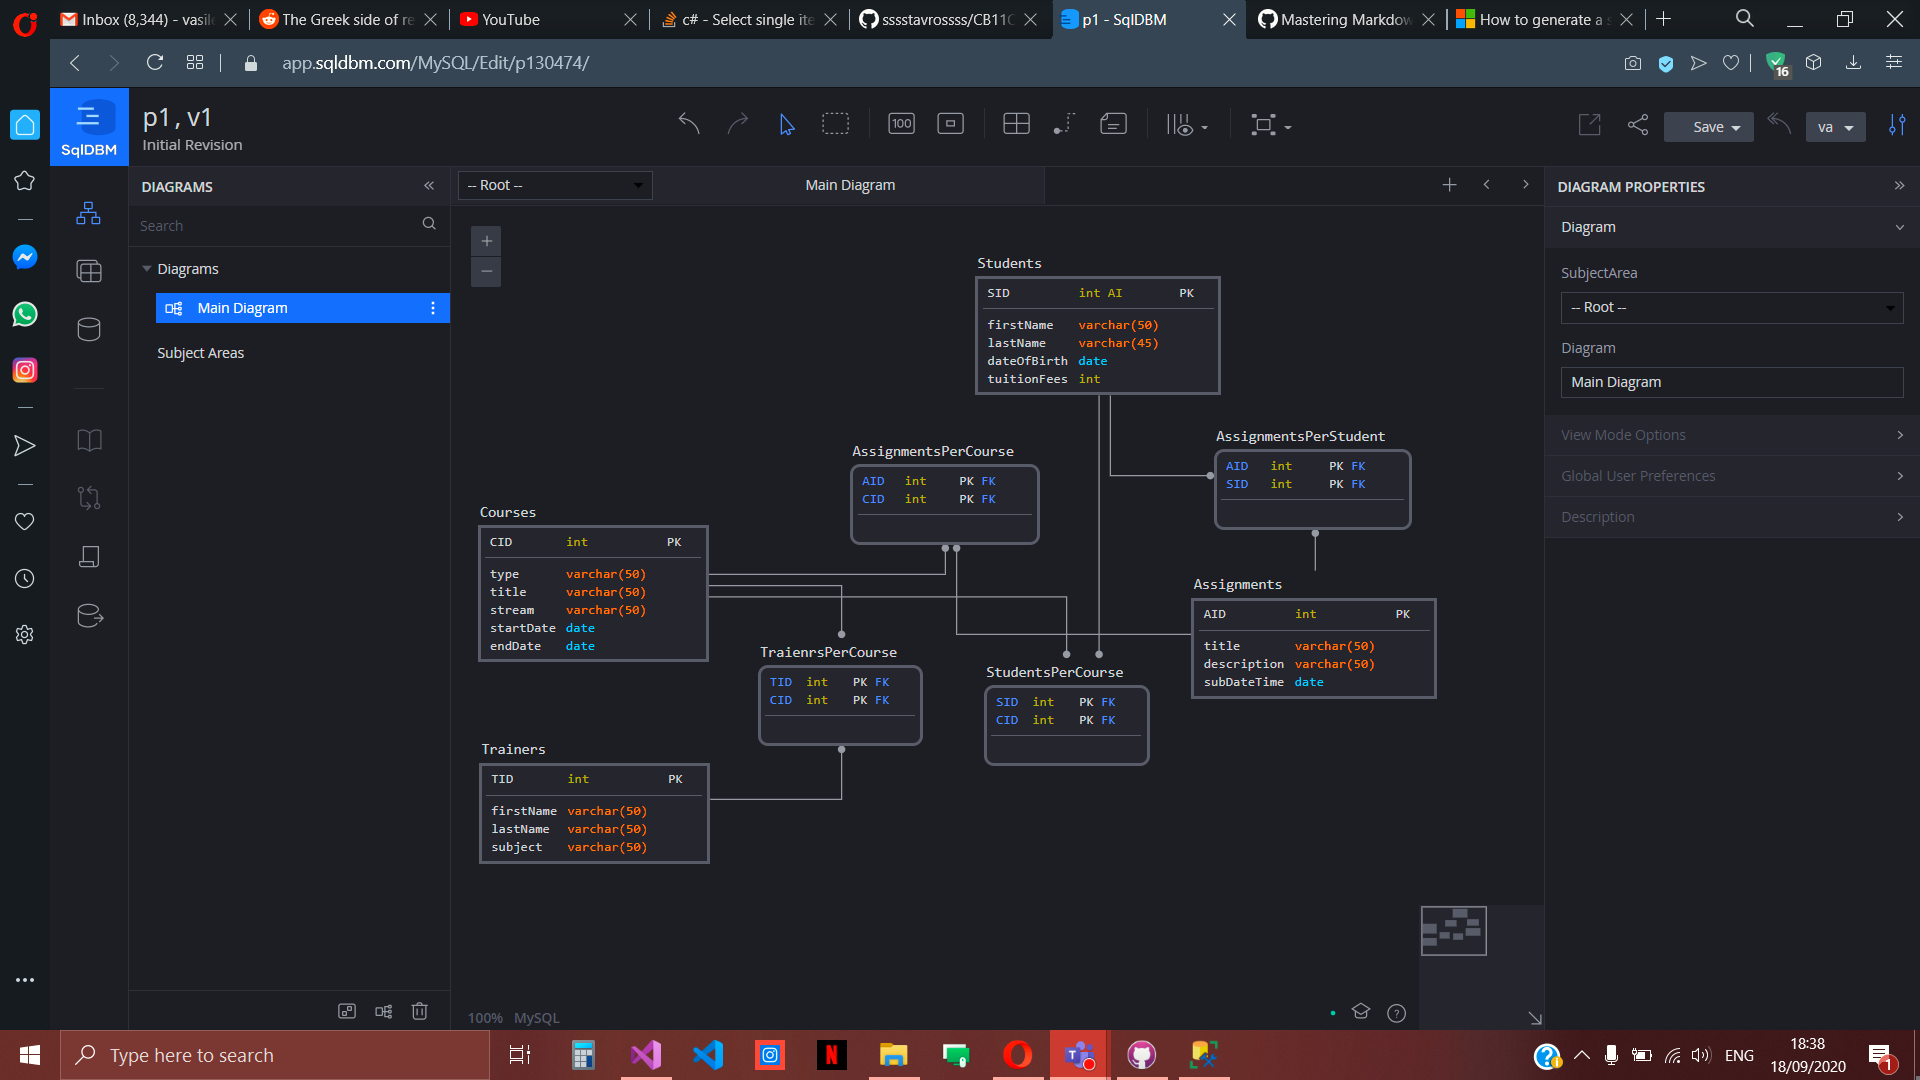 Inbox (8,344) – vasile
The Greek side of re
YouTube
c# - Select single ite
sssstavrossss/CB11C
p1 - SqlDBM
Mastering Markdow
How to generate a s
app.sqldbm.com/MySQL/Edit/p130474/
16
SqlDBM
p1 , v1
Initial Revision
100
Save
va
DIAGRAMS
-- Root --
Main Diagram
DIAGRAM PROPERTIES
Search
Diagrams
Main Diagram
Subject Areas
Diagram
SubjectArea
-- Root --
Diagram
Main Diagram
View Mode Options
Global User Preferences
Description
Students
SID int AI PK
firstName varchar(50)
lastName varchar(45)
dateOfBirth date
tuitionFees int
AssignmentsPerStudent
AID int PK FK
SID int PK FK
AssignmentsPerCourse
AID int PK FK
CID int PK FK
Courses
CID int PK
type varchar(50)
title varchar(50)
stream varchar(50)
startDate date
endDate date
Assignments
AID int PK
title varchar(50)
description varchar(50)
subDateTime date
TraienrsPerCourse
TID int PK FK
CID int PK FK
StudentsPerCourse
SID int PK FK
CID int PK FK
Trainers
TID int PK
firstName varchar(50)
lastName varchar(50)
subject varchar(50)
100% MySQL
Type here to search
ENG
18:38
18/09/2020
1